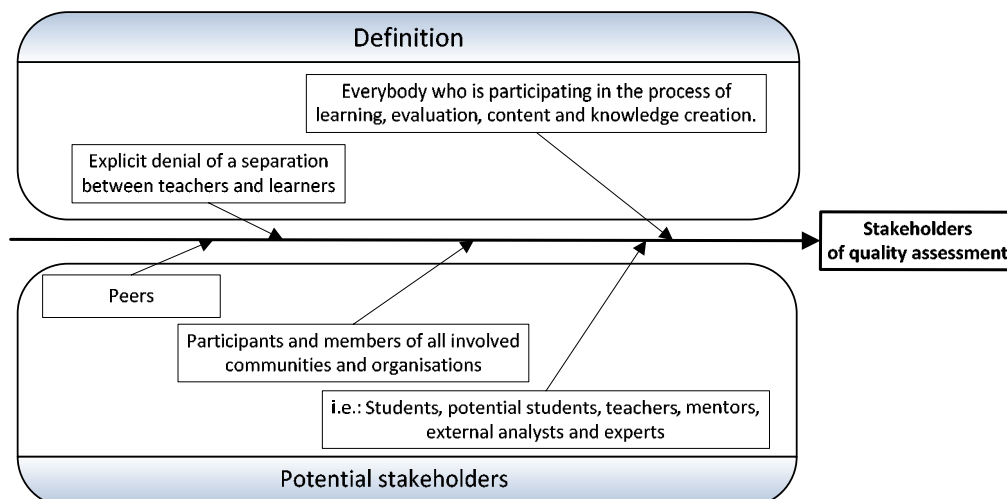 Definition
Everybody who is participating in the process of
learning, evaluation, content and knowledge creation.
Explicit denial of a separation
between teachers and learners
Stakeholders
of quality assessment
Peers
Participants and members of all involved
communities and organisations
i.e.: Students, potential students, teachers, mentors,
external analysts and experts
Potential stakeholders